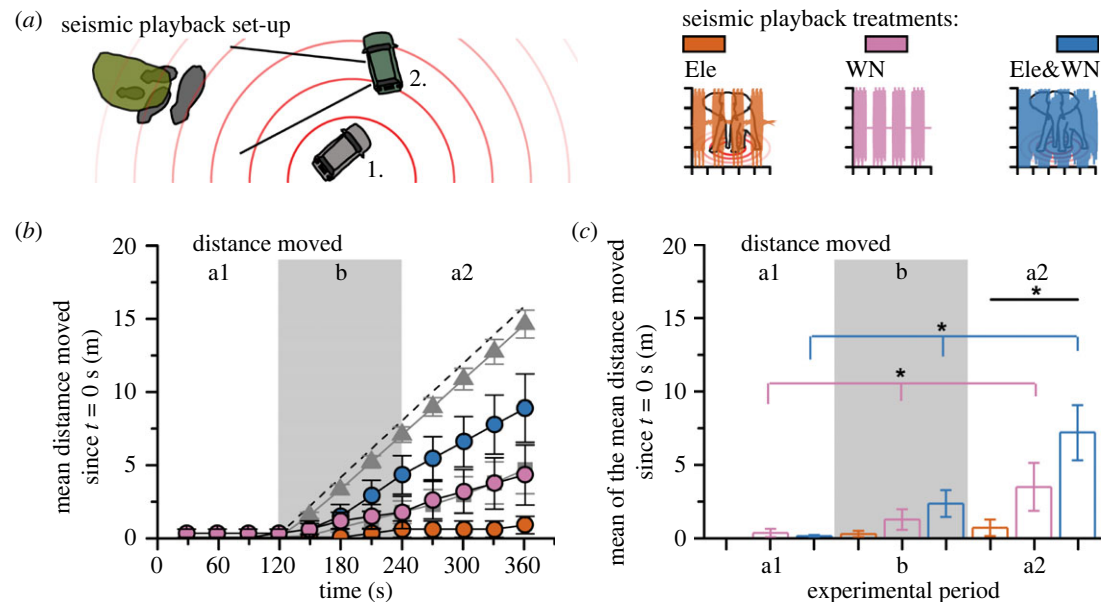 (a)
seismic playback set-up
1.
2.
seismic playback treatments:
Ele
WN
Ele&WN
(b)
distance moved
a1
b
a2
mean distamce moved
since t = 0 s (m)
20
15
10
5
0
0
60
120
180
240
300
360
time (s)
(c)
distance moved
a1
b
a2
mean of the mean distance moved
since t = 0 s (m)
20
15
10
5
0
*
*
*
a1
b
a2
experimental period